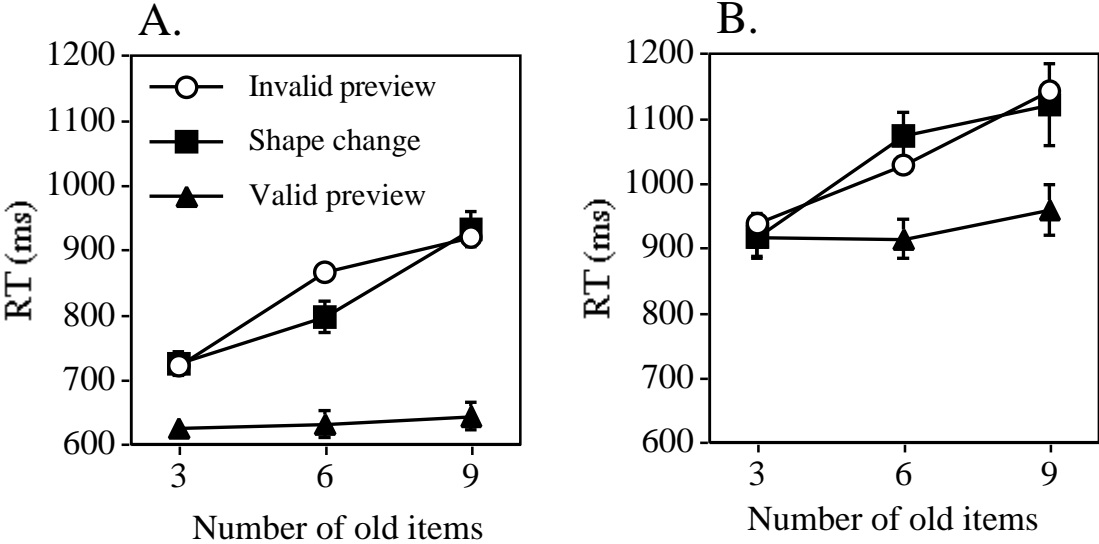 A.
1200
1100
1000
900
800
700
600
RT (ms)
Invalid preview
Shape change
Valid preview
3 6 9
Number of old items
B.
1200
1100
1000
900
800
700
600
RT (ms)
3 6 9
Number of old items